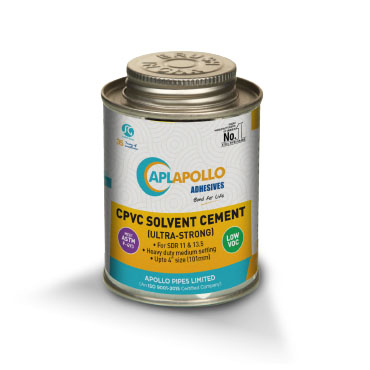 No.1
APLAPOLLO
ADHESIVES
Bond for Life
CPVC SOLVENT CEMENT
(ULTRA-STRONG)
• For SDR 11 & 13.5
• Heavy duty medium setting
• Upto 4" size (101mm)
ASTM
LOW VOC
APOLLO PIPES LIMITED
(An ISO 9001:2015 Certified Company)